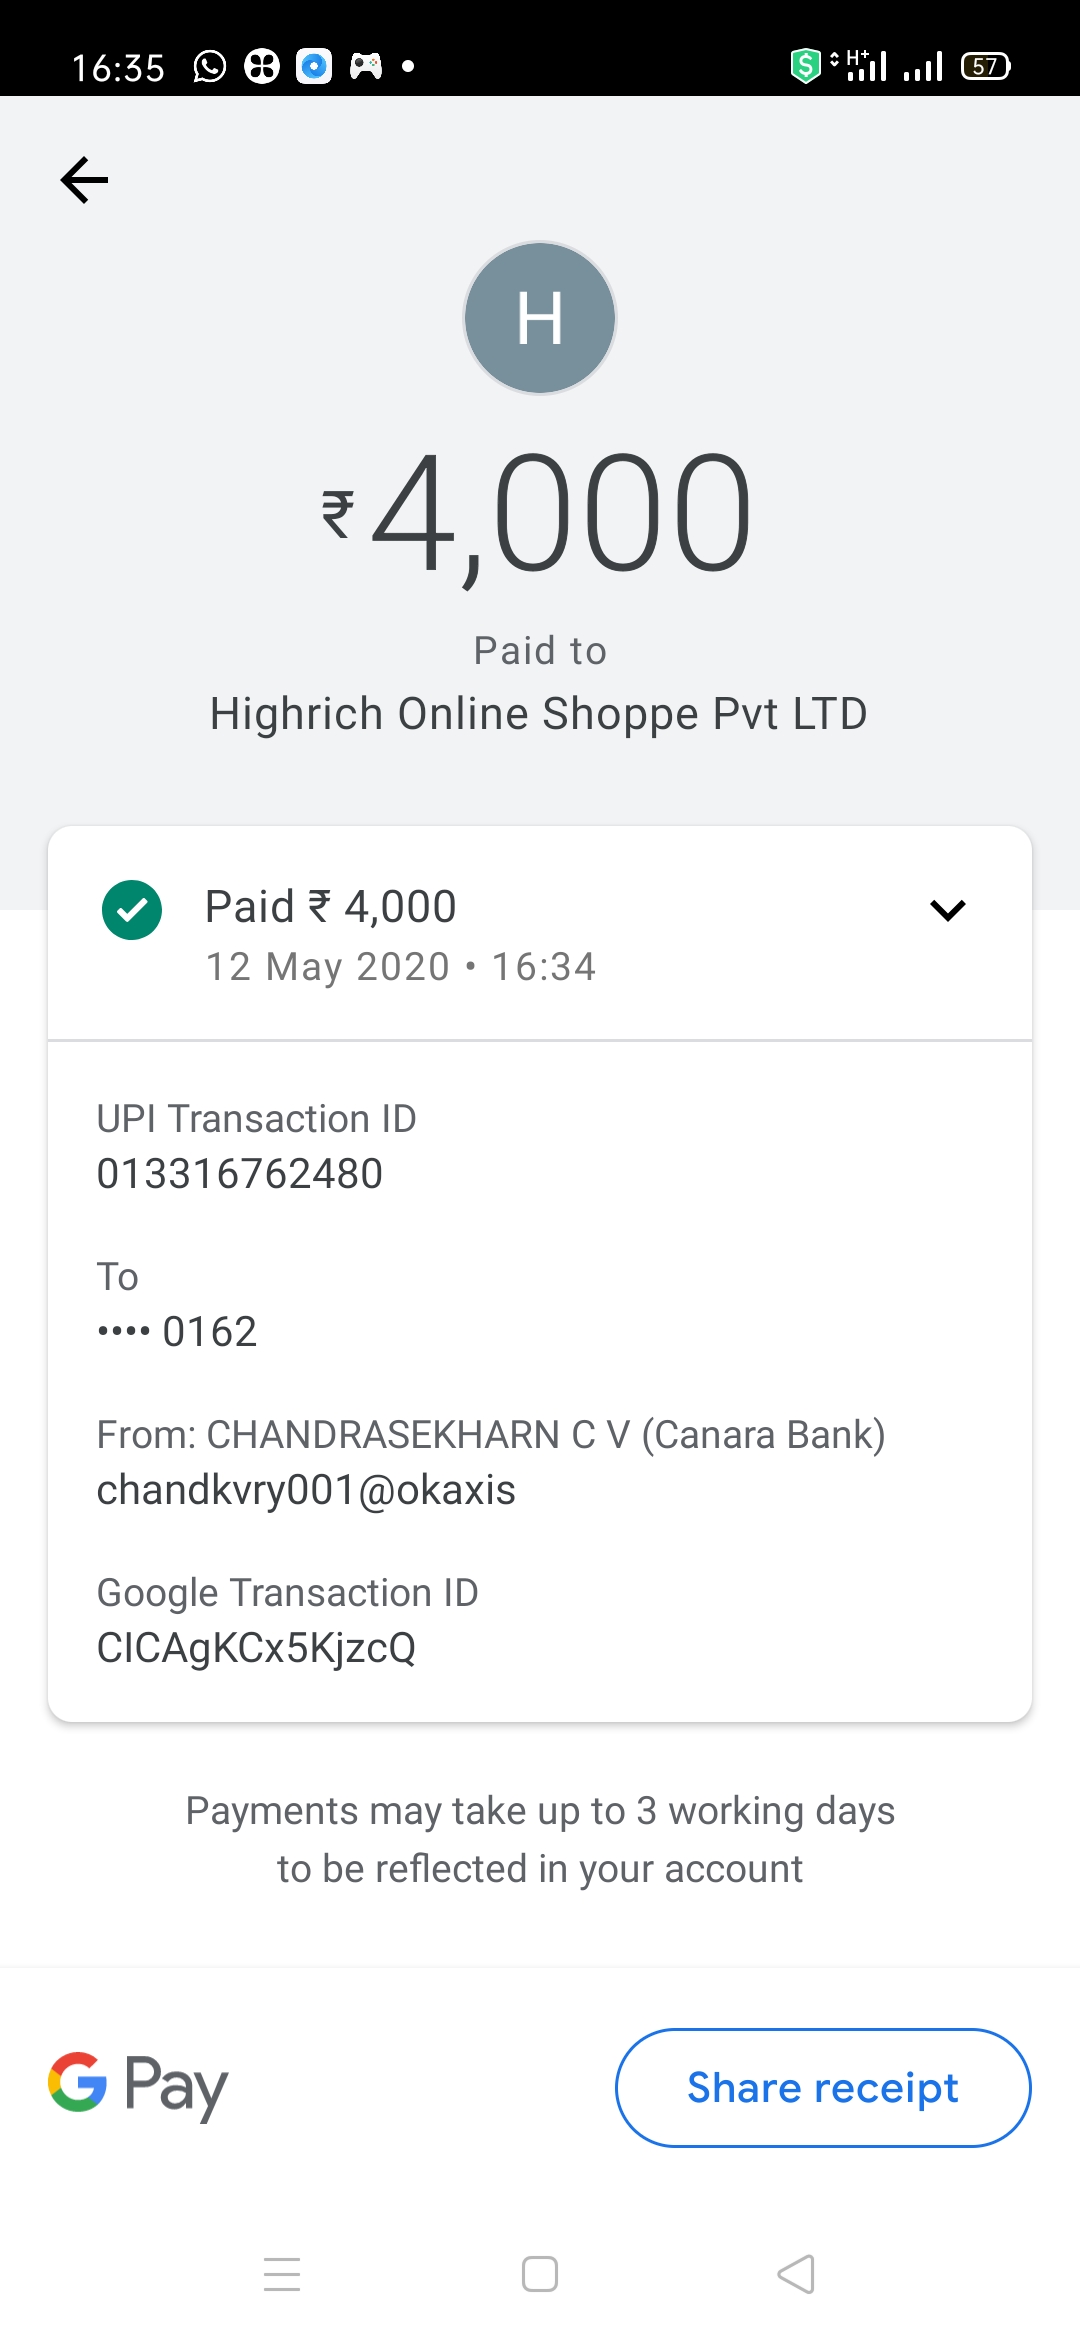 16:35
H+
57
H
₹4,000
Paid to
Highrich Online Shoppe Pvt LTD
Paid ₹ 4,000
12 May 2020 • 16:34
UPI Transaction ID
013316762480
To
•••• 0162
From: CHANDRASEKHARN C V (Canara Bank)
chandkvry001@okaxis
Google Transaction ID
CICAgKCx5KjzcQ
Payments may take up to 3 working days
to be reflected in your account
G Pay
Share receipt